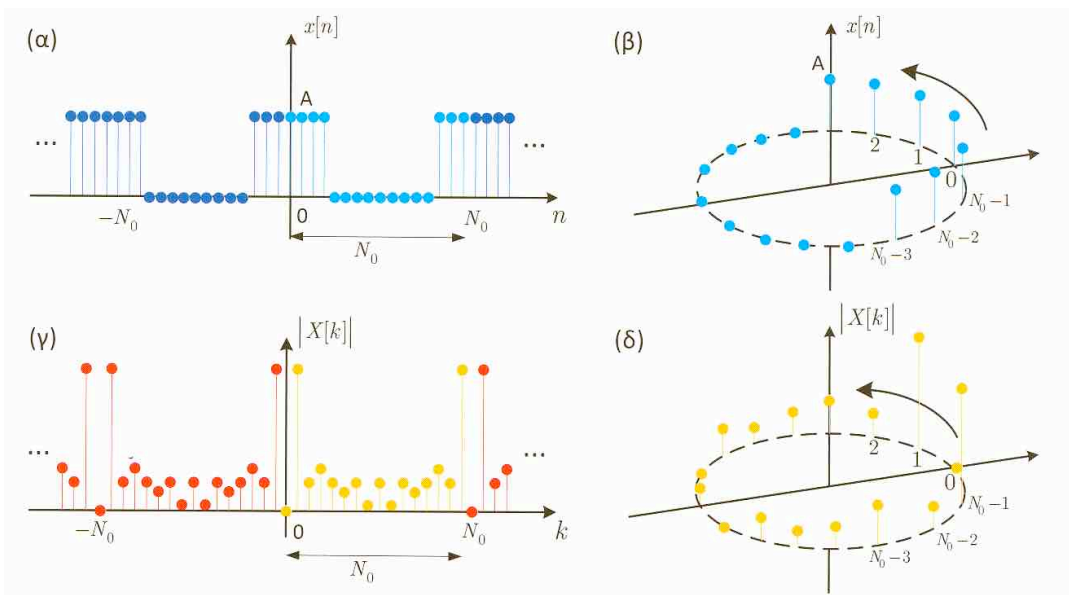 (α)
x[n]
A
...
...
−N₀
0
N₀
n
N₀
(β)
x[n]
A
2
1
0
N₀−1
N₀−2
N₀−3
(γ)
|X[k]|
...
...
−N₀
0
N₀
k
N₀
(δ)
|X[k]|
2
1
0
N₀−1
N₀−2
N₀−3